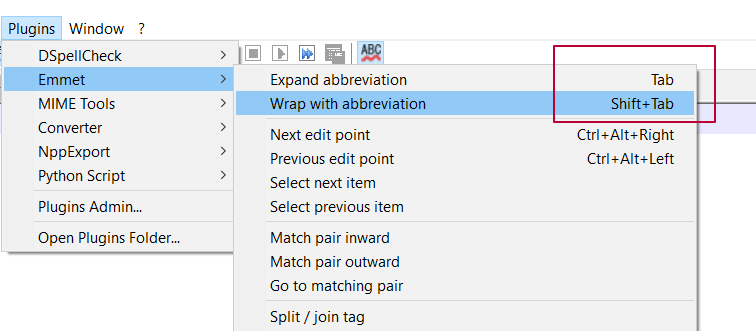 Plugins Window ?
ABC
DSpellCheck >
Emmet >
MIME Tools >
Converter >
NppExport >
Python Script >
Plugins Admin...
Open Plugins Folder...
Expand abbreviation Tab
Wrap with abbreviation Shift+Tab
Next edit point Ctrl+Alt+Right
Previous edit point Ctrl+Alt+Left
Select next item
Select previous item
Match pair inward
Match pair outward
Go to matching pair
Split / join tag